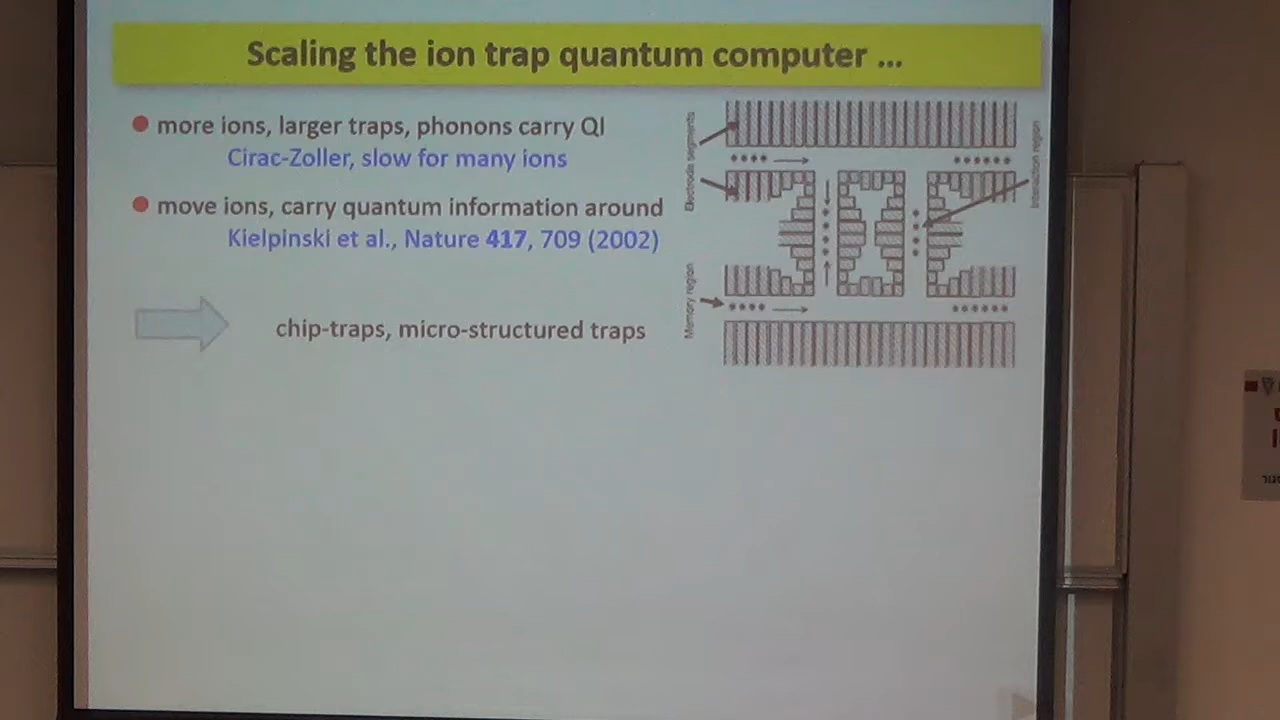 Scaling the ion trap quantum computer ...
more ions, larger traps, phonons carry QI
Cirac-Zoller, slow for many ions
move ions, carry quantum information around
Kielpinski et al., Nature 417, 709 (2002)
chip-traps, micro-structured traps
Electrode segments
Interaction region
Memory region